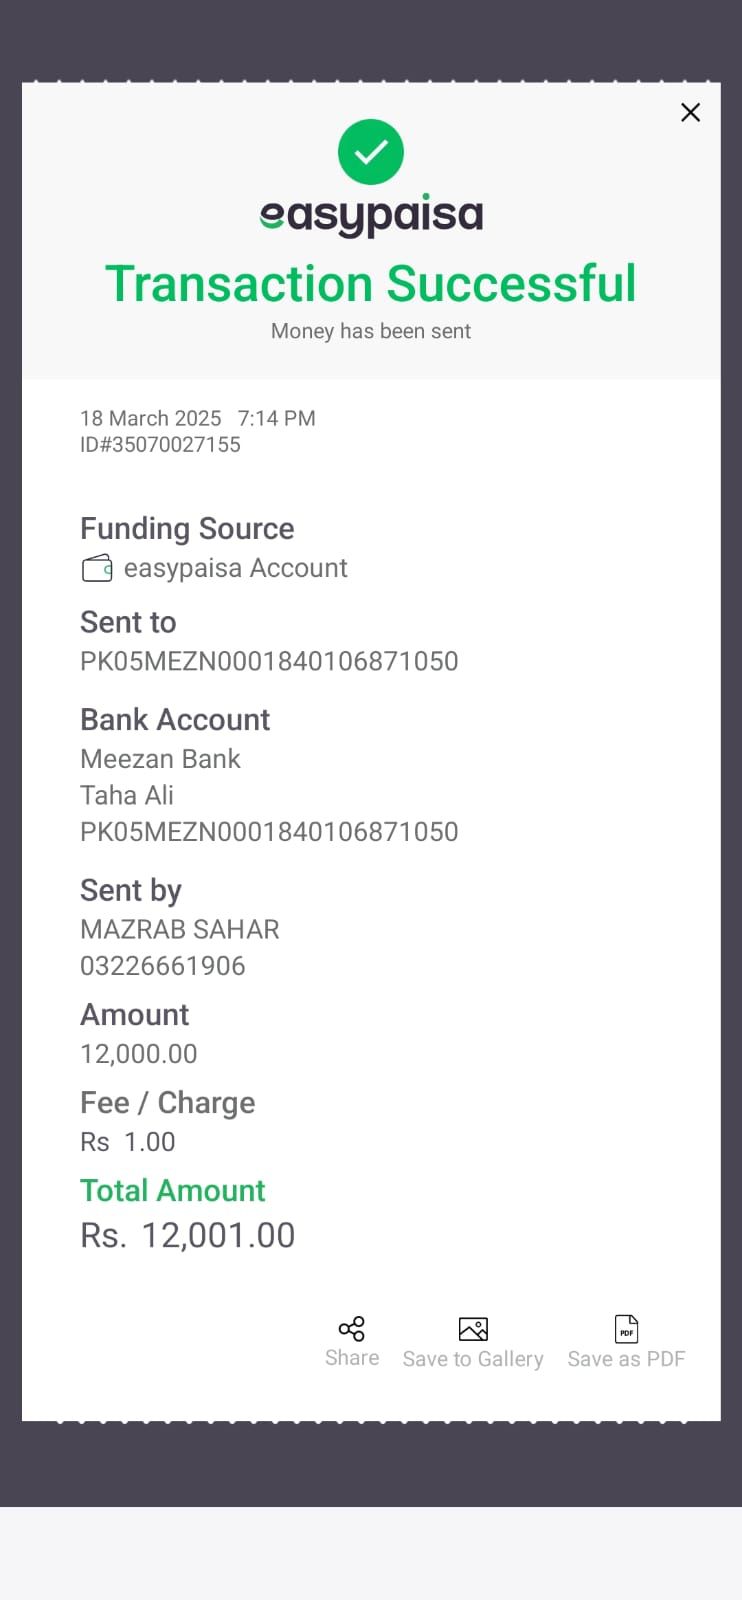 easypaisa
Transaction Successful
Money has been sent
18 March 2025 7:14 PM
ID#35070027155
Funding Source
easypaisa Account
Sent to
PK05MEZN0001840106871050
Bank Account
Meezan Bank
Taha Ali
PK05MEZN0001840106871050
Sent by
MAZRAB SAHAR
03226661906
Amount
12,000.00
Fee / Charge
Rs 1.00
Total Amount
Rs. 12,001.00
PDF
Share Save to Gallery Save as PDF